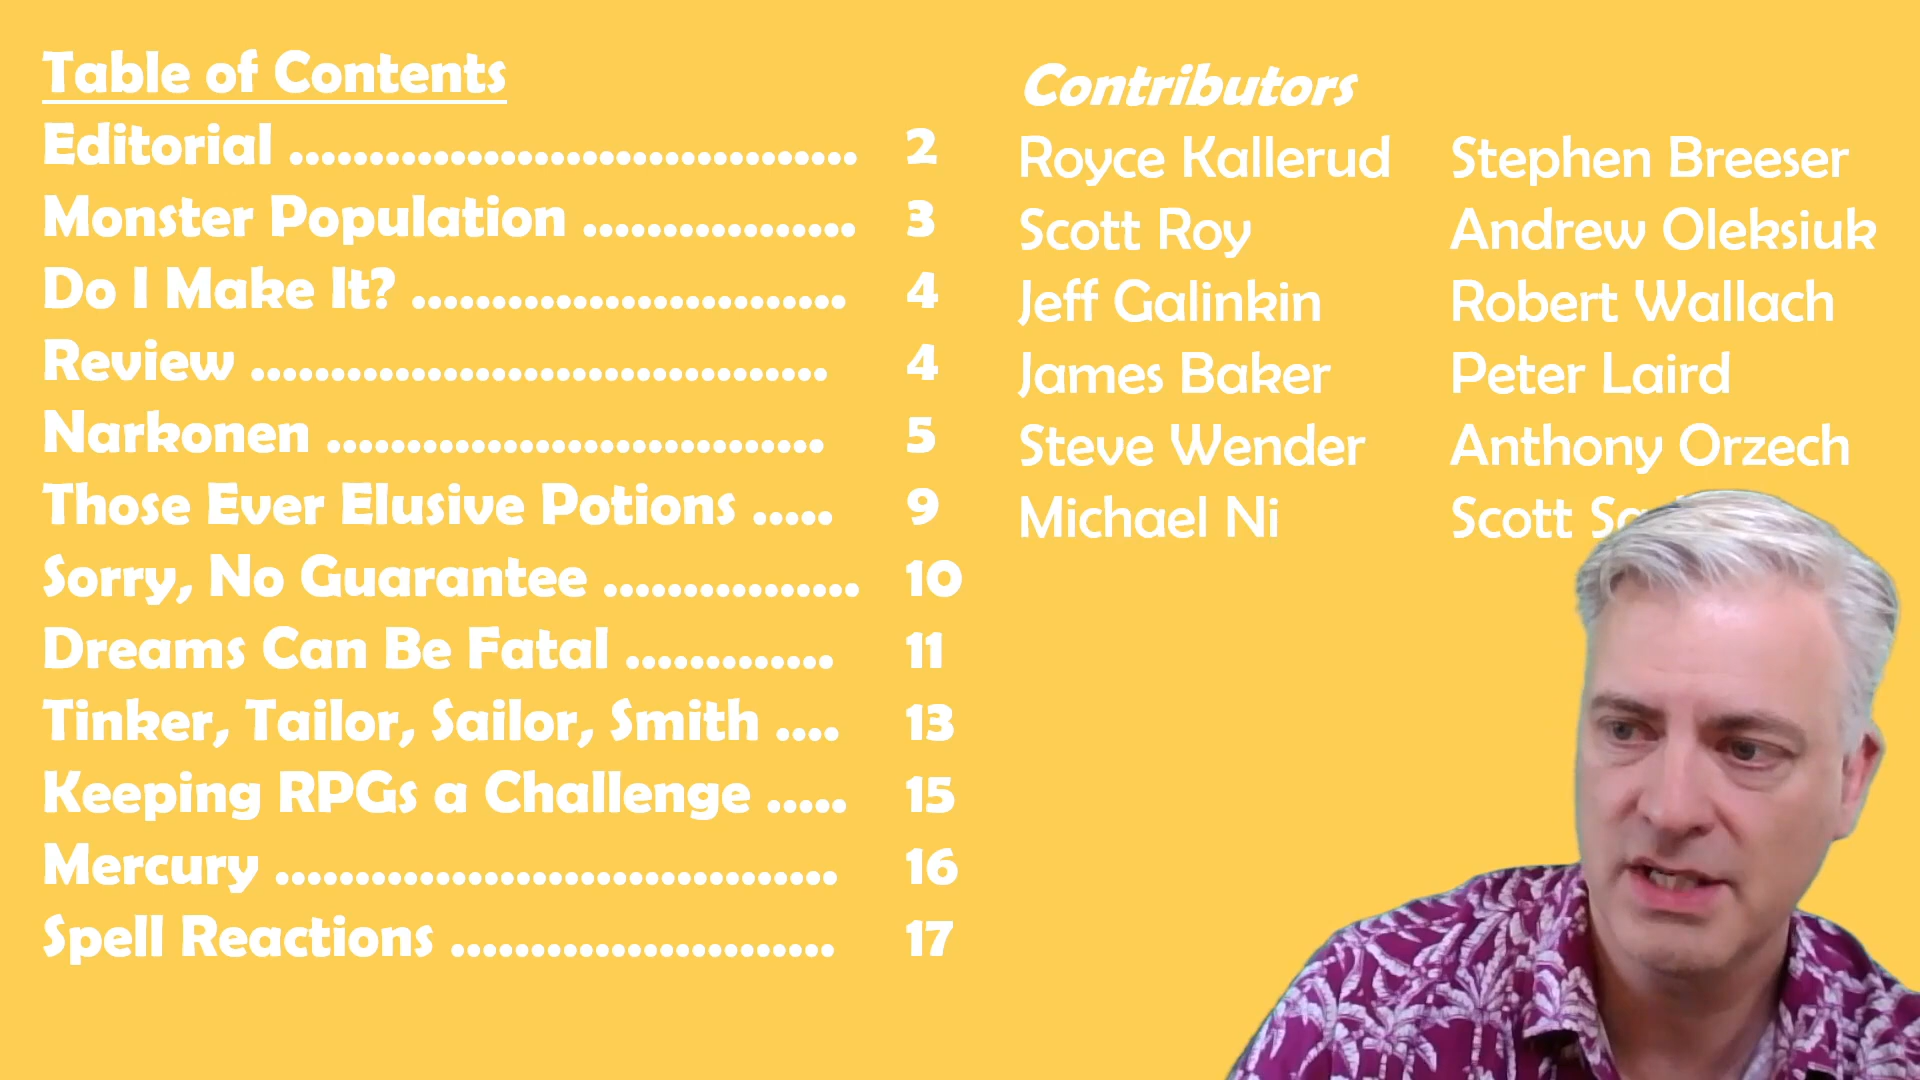 Table of Contents
Editorial ................................... 2
Monster Population ................. 3
Do I Make It? ........................... 4
Review .................................... 4
Narkonen ............................... 5
Those Ever Elusive Potions ..... 9
Sorry, No Guarantee ................ 10
Dreams Can Be Fatal ............. 11
Tinker, Tailor, Sailor, Smith .... 13
Keeping RPGs a Challenge ..... 15
Mercury ................................... 16
Spell Reactions ........................ 17
Contributors
Royce Kallerud
Scott Roy
Jeff Galinkin
James Baker
Steve Wender
Michael Ni
Stephen Breeser
Andrew Oleksiuk
Robert Wallach
Peter Laird
Anthony Orzech
Scott